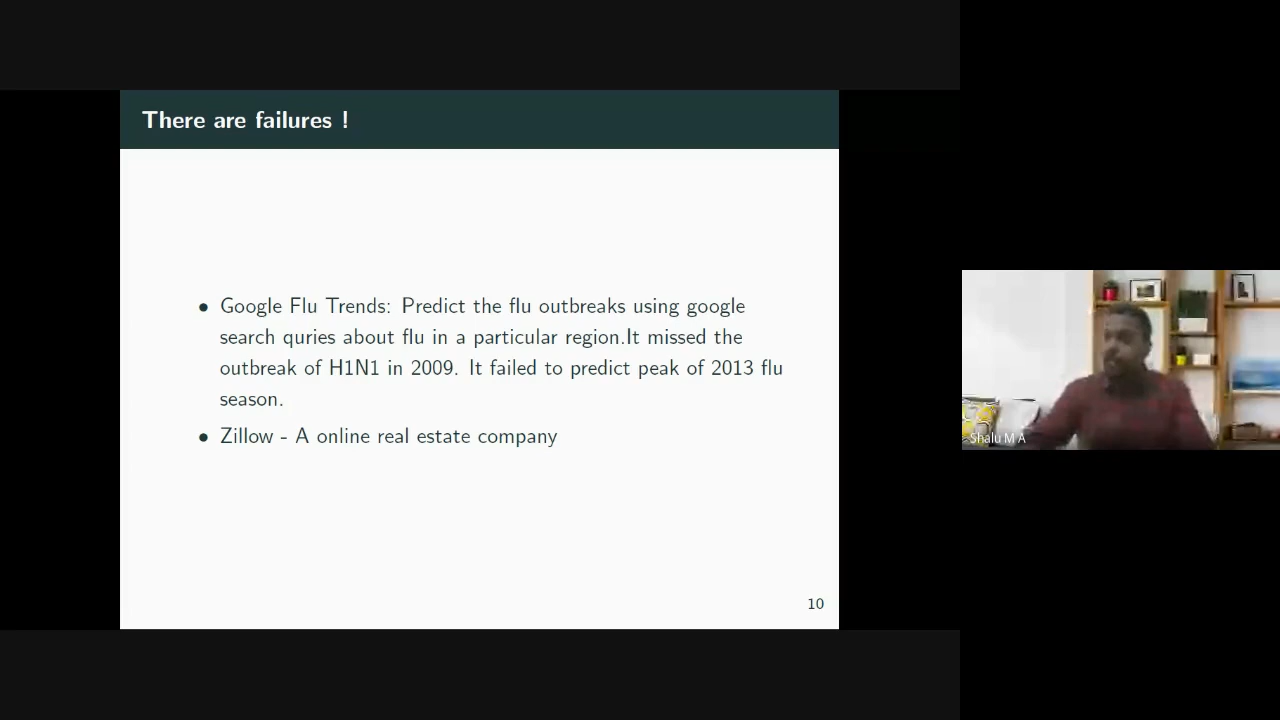 There are failures !
• Google Flu Trends: Predict the flu outbreaks using google
search quries about flu in a particular region.It missed the
outbreak of H1N1 in 2009. It failed to predict peak of 2013 flu
season.
• Zillow - A online real estate company
10
Shalu M A